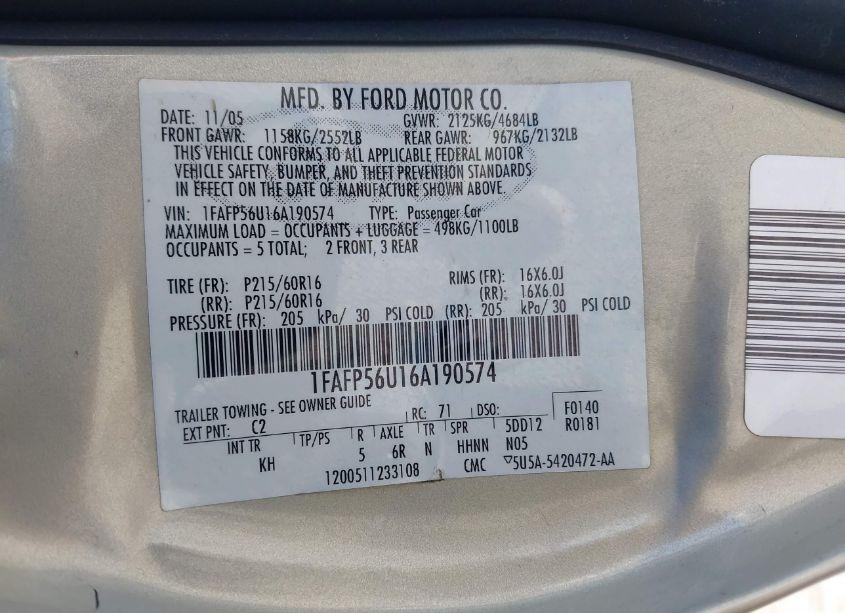 MFD. BY FORD MOTOR CO.
DATE: 11/05 GVWR: 2125KG/4684LB
FRONT GAWR: 1158KG/2552LB REAR GAWR: 967KG/2132LB
THIS VEHICLE CONFORMS TO ALL APPLICABLE FEDERAL MOTOR
VEHICLE SAFETY, BUMPER, AND THEFT PREVENTION STANDARDS
IN EFFECT ON THE DATE OF MANUFACTURE SHOWN ABOVE.
VIN: 1FAFP56U16A190574 TYPE: Passenger Car
MAXIMUM LOAD = OCCUPANTS + LUGGAGE = 498KG/1100LB
OCCUPANTS = 5 TOTAL; 2 FRONT, 3 REAR
TIRE (FR): P215/60R16 RIMS (FR): 16X6.0J
(RR): P215/60R16 (RR): 16X6.0J
PRESSURE (FR): 205 kPa/ 30 PSI COLD (RR): 205 kPa/ 30 PSI COLD
1FAFP56U16A190574
TRAILER TOWING - SEE OWNER GUIDE
EXT PNT: C2 RC: 71 DSO: F0140
R0181
INT TR TP/PS R AXLE TR SPR 5DD12
KH 5 6R N HHNN N05
1200511233108 CMC ▽5U5A-5420472-AA